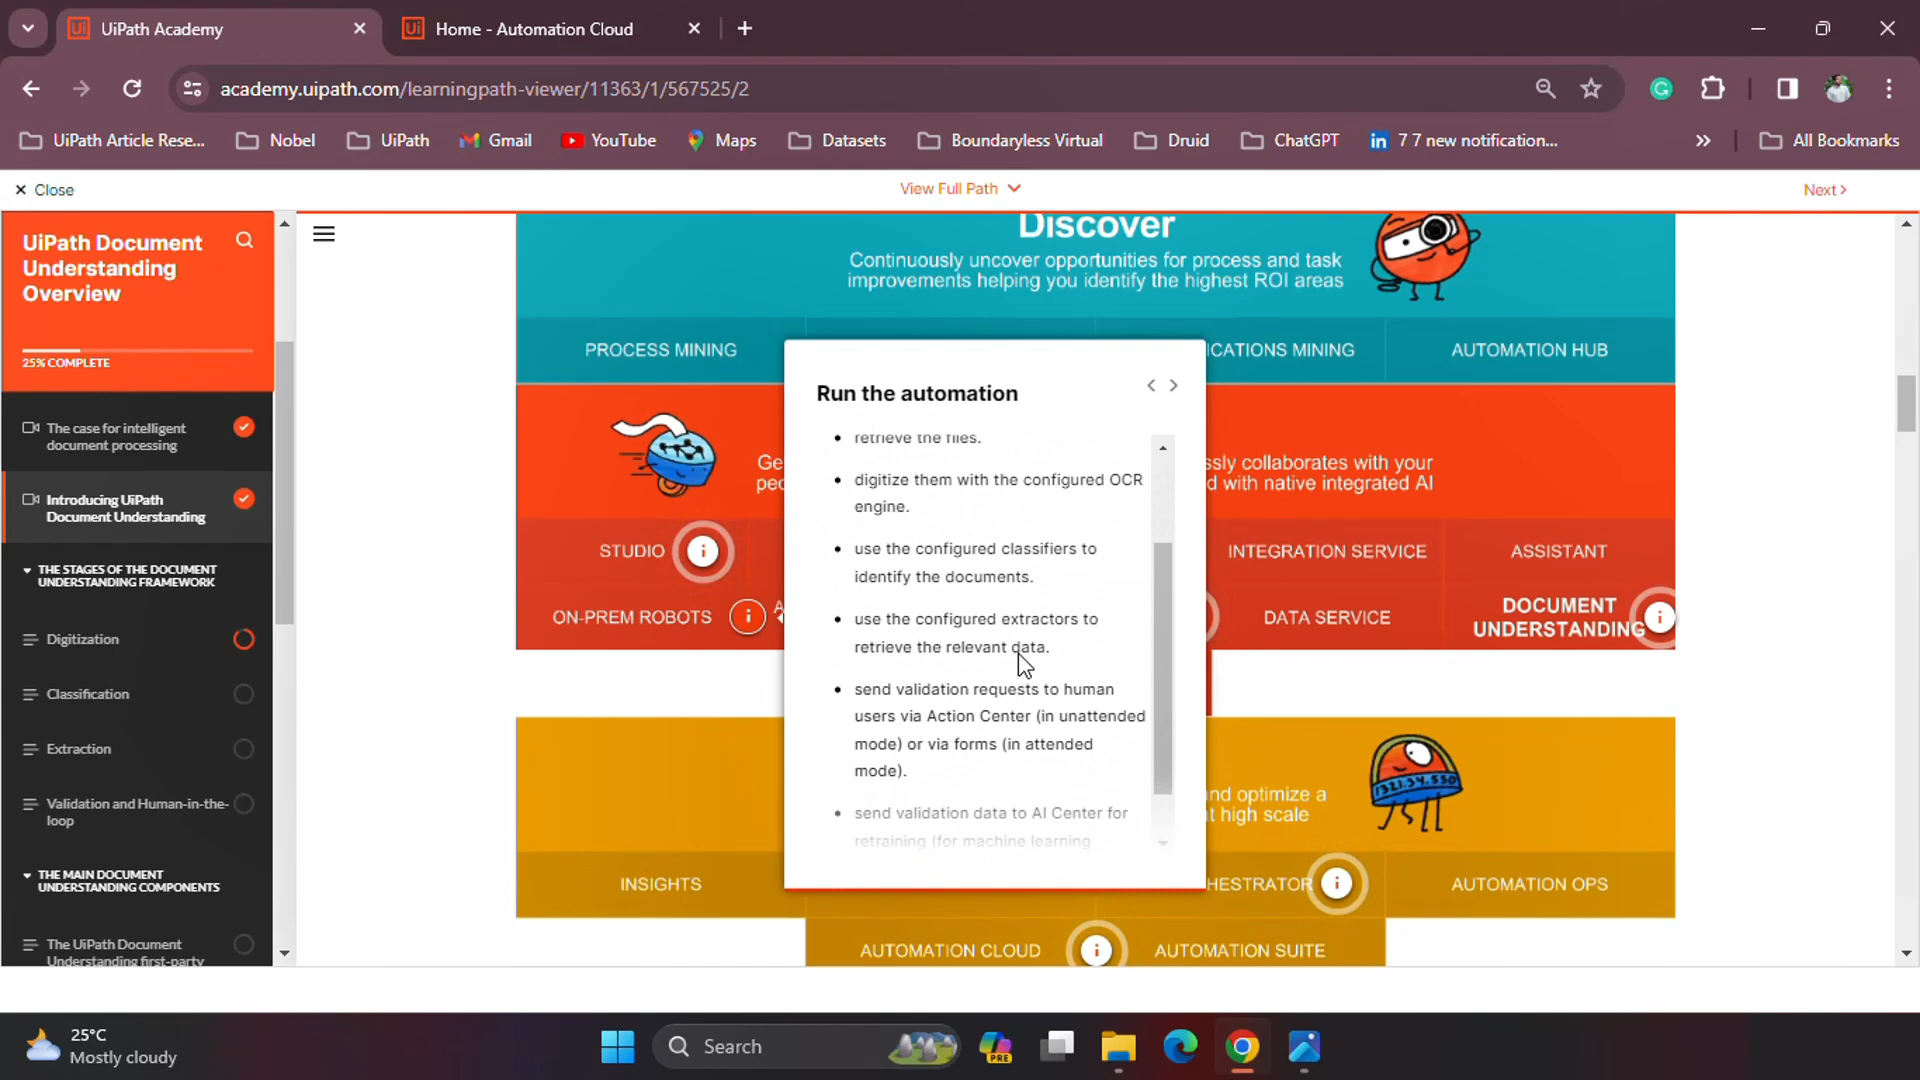 UiPath Academy
Home - Automation Cloud
academy.uipath.com/learningpath-viewer/11363/1/567525/2
UiPath Article Rese...
Nobel
UiPath
Gmail
YouTube
Maps
Datasets
Boundaryless Virtual
Druid
ChatGPT
7 7 new notification...
All Bookmarks
Close
View Full Path
Next
UiPath Document
Understanding
Overview
25% COMPLETE
The case for intelligent
document processing
Introducing UiPath
Document Understanding
THE STAGES OF THE DOCUMENT
UNDERSTANDING FRAMEWORK
Digitization
Classification
Extraction
Validation and Human-in-the-
loop
THE MAIN DOCUMENT
UNDERSTANDING COMPONENTS
The UiPath Document
Understanding first-party
Discover
Continuously uncover opportunities for process and task
improvements helping you identify the highest ROI areas
PROCESS MINING
ICATIONS MINING
AUTOMATION HUB
Ge
ssly collaborates with your
peo
d with native integrated AI
STUDIO
INTEGRATION SERVICE
ASSISTANT
ON-PREM ROBOTS
DATA SERVICE
DOCUMENT
UNDERSTANDING
Run the automation
retrieve the files.
digitize them with the configured OCR
engine.
use the configured classifiers to
identify the documents.
use the configured extractors to
retrieve the relevant data.
send validation requests to human
users via Action Center (in unattended
mode) or via forms (in attended
mode).
send validation data to AI Center for
retraining (for machine learning
and optimize a
t high scale
1321.34.550
INSIGHTS
HESTRATOR
AUTOMATION OPS
AUTOMATION CLOUD
AUTOMATION SUITE
25°C
Mostly cloudy
Search
PRE